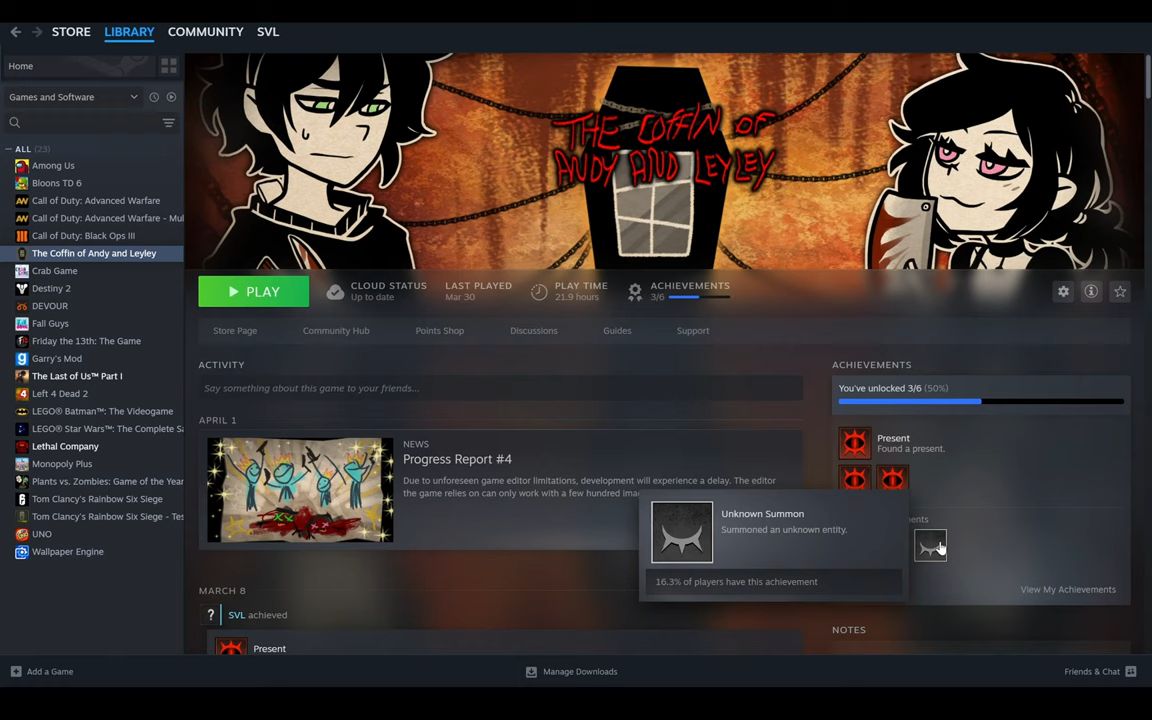 STORE LIBRARY COMMUNITY SVL
Home
Games and Software
ALL (23)
Among Us
Bloons TD 6
Call of Duty: Advanced Warfare
Call of Duty: Advanced Warfare - Mul
Call of Duty: Black Ops III
The Coffin of Andy and Leyley
Crab Game
Destiny 2
DEVOUR
Fall Guys
Friday the 13th: The Game
Garry's Mod
The Last of Us™ Part I
Left 4 Dead 2
LEGO® Batman™: The Videogame
LEGO® Star Wars™: The Complete Sa
Lethal Company
Monopoly Plus
Plants vs. Zombies: Game of the Year
Tom Clancy's Rainbow Six Siege
Tom Clancy's Rainbow Six Siege - Tes
UNO
Wallpaper Engine
THE COFFIN OF
ANDY AND LEYLEY
PLAY
CLOUD STATUS
Up to date
LAST PLAYED
Mar 30
PLAY TIME
21.9 hours
ACHIEVEMENTS
3/6
Store Page Community Hub Points Shop Discussions Guides Support
ACTIVITY
Say something about this game to your friends...
APRIL 1
NEWS
Progress Report #4
Due to unforeseen game editor limitations, development will experience a delay. The editor
the game relies on can only work with a few hundred
MARCH 8
? SVL achieved
Present
ACHIEVEMENTS
You've unlocked 3/6 (50%)
Present
Found a present.
Unknown Summon
Summoned an unknown entity.
16.3% of players have this achievement
View My Achievements
NOTES
Add a Game
Manage Downloads
Friends & Chat